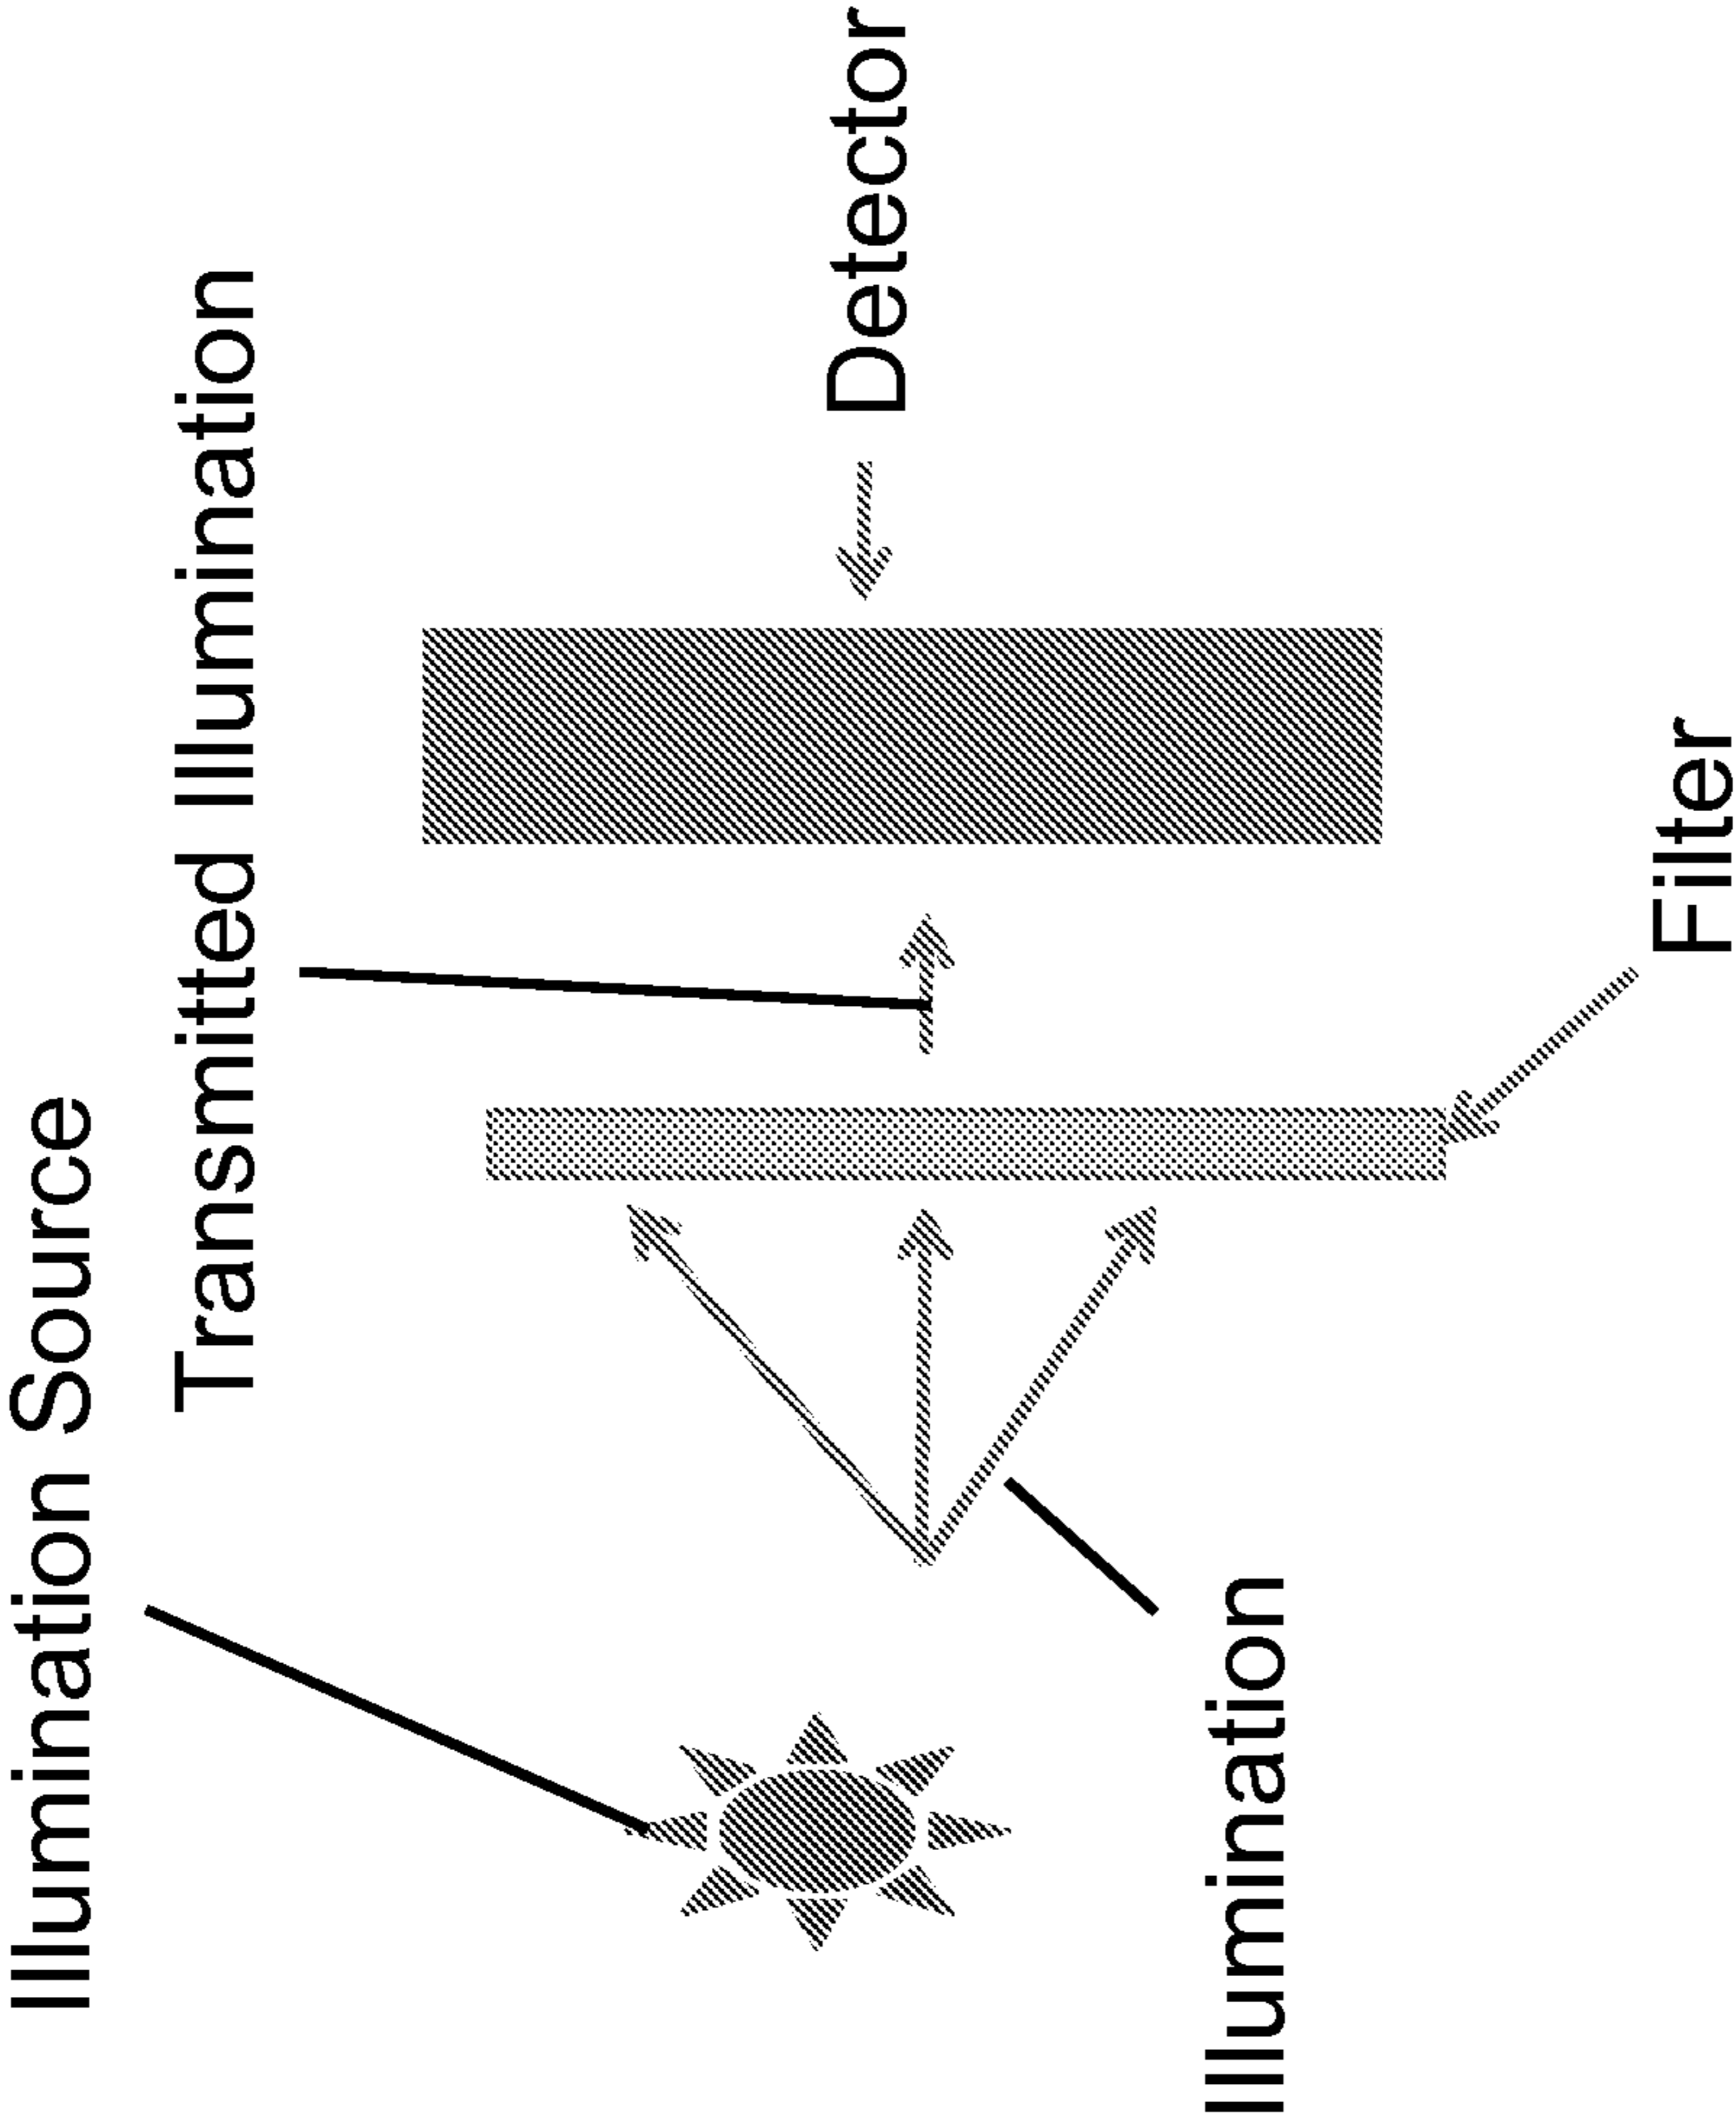 Illumination Source
Transmitted Illumination
Detector
Illumination
Filter